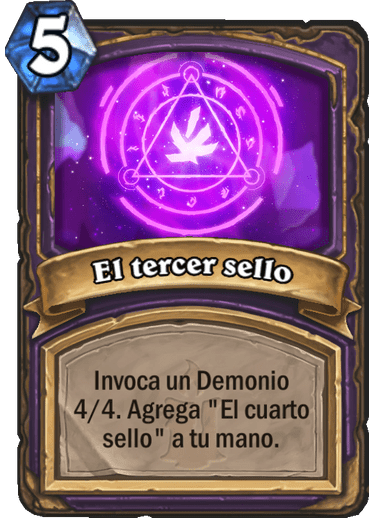 5
El tercer sello
Invoca un Demonio
4/4. Agrega "El cuarto
sello" a tu mano.